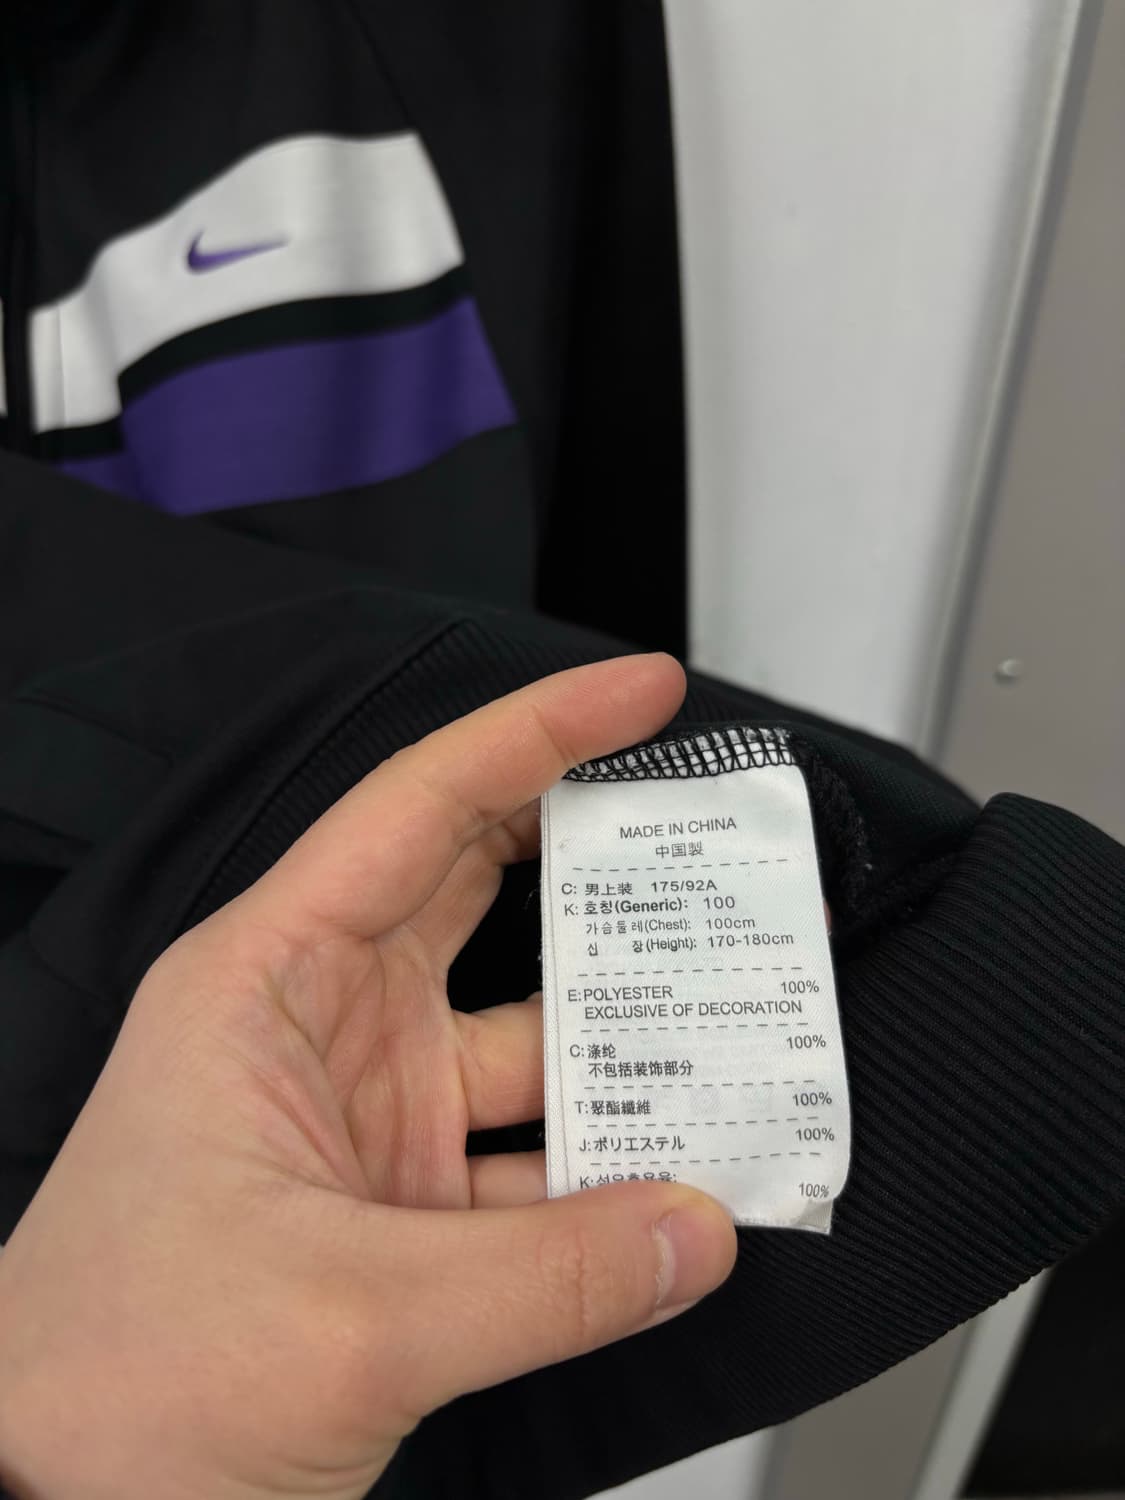 MADE IN CHINA
中国製
C: 男上装 175/92A
K: 호칭(Generic): 100
가슴둘레(Chest): 100cm
신 장(Height): 170-180cm
E: POLYESTER 100%
EXCLUSIVE OF DECORATION
C: 涤纶 100%
不包括装饰部分
T: 聚酯纖維 100%
J: ポリエステル 100%
K: 100%